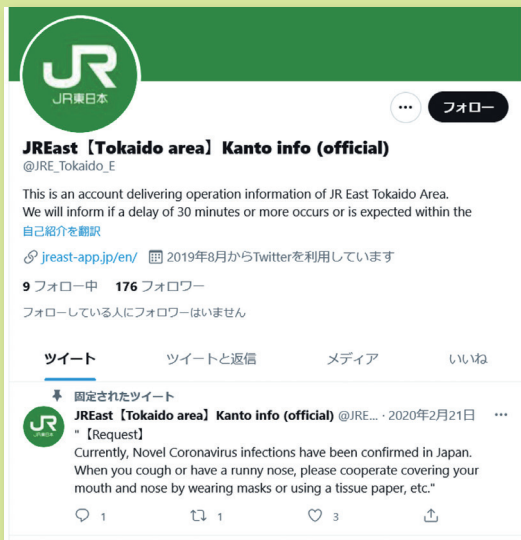 JR
JR東日本
フォロー
JREast【Tokaido area】Kanto info (official)
@JRE_Tokaido_E
This is an account delivering operation information of JR East Tokaido Area.
We will inform if a delay of 30 minutes or more occurs or is expected within the
自己紹介を翻訳
jreast-app.jp/en/ 2019年8月からTwitterを利用しています
9 フォロー中 176 フォロワー
フォローしている人にフォロワーはいません
ツイート ツイートと返信 メディア いいね
固定されたツイート
JR
JR東日本
JREast【Tokaido area】Kanto info (official) @JRE... · 2020年2月21日
"【Request】
Currently, Novel Coronavirus infections have been confirmed in Japan.
When you cough or have a runny nose, please cooperate covering your
mouth and nose by wearing masks or using a tissue paper, etc."
1 1 3